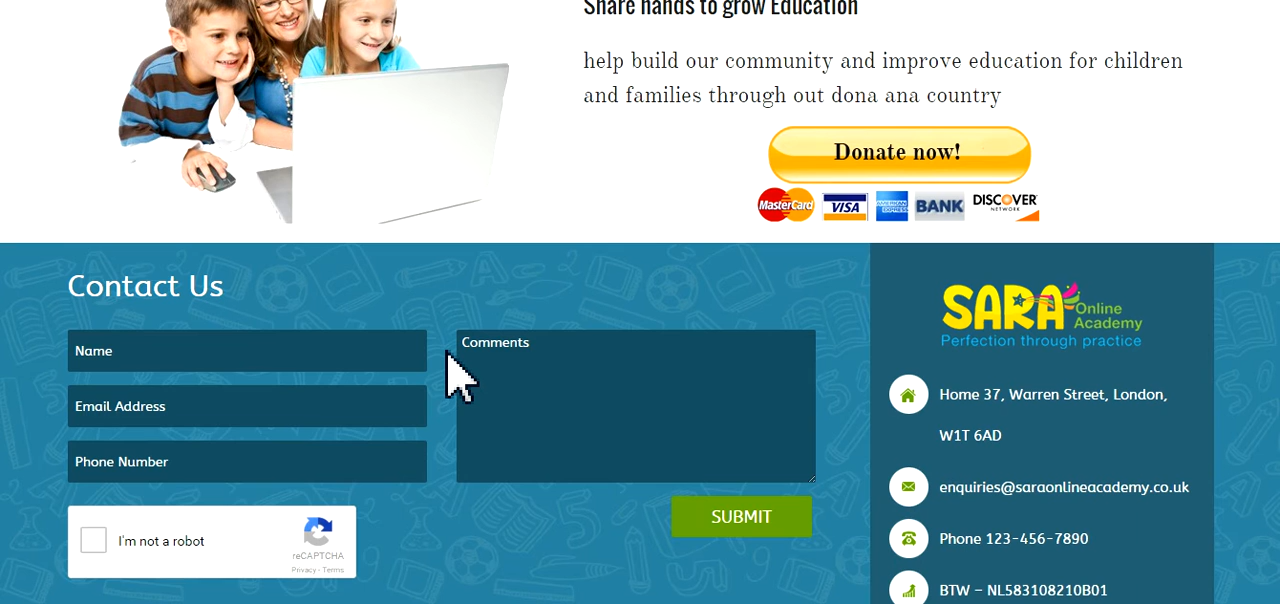 Share hands to grow Education
help build our community and improve education for children
and families through out dona ana country
Donate now!
MasterCard VISA AMERICAN EXPRESS BANK DISCOVER
NETWORK
Contact Us
Name
Email Address
Phone Number
Comments
I'm not a robot
reCAPTCHA
Privacy - Terms
SUBMIT
SARA Online
Academy
Perfection through practice
Home 37, Warren Street, London,
W1T 6AD
enquiries@saraonlineacademy.co.uk
Phone 123-456-7890
BTW – NL583108210B01